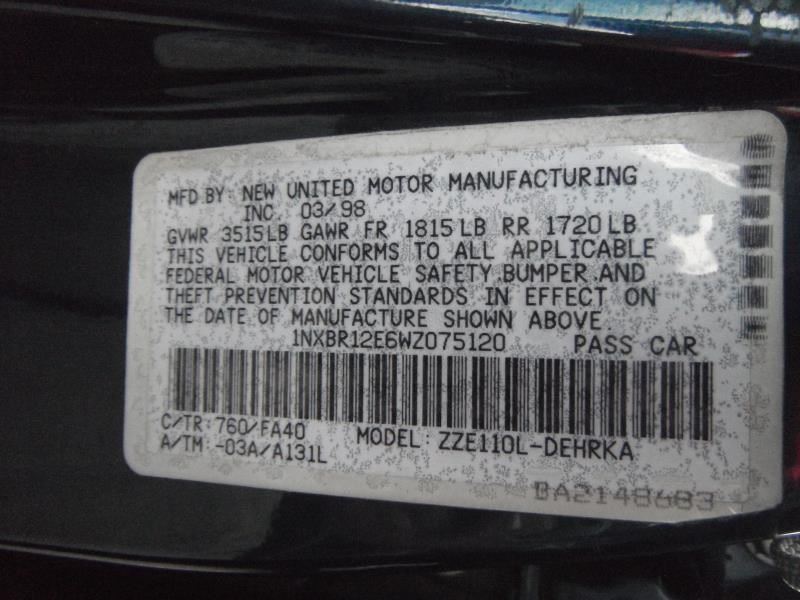 MFD BY: NEW UNITED MOTOR MANUFACTURING
INC. 03/98
GVWR 3515LB GAWR FR 1815LB RR 1720LB
THIS VEHICLE CONFORMS TO ALL APPLICABLE
FEDERAL MOTOR VEHICLE SAFETY,BUMPER,AND
THEFT PREVENTION STANDARDS IN EFFECT ON
THE DATE OF MANUFACTURE SHOWN ABOVE.
1NXBR12E6WZ075120 PASS CAR
C/TR: 760/FA40
A/TM: -03A/A131L
MODEL: ZZE110L-DEHRKA
BA2148683